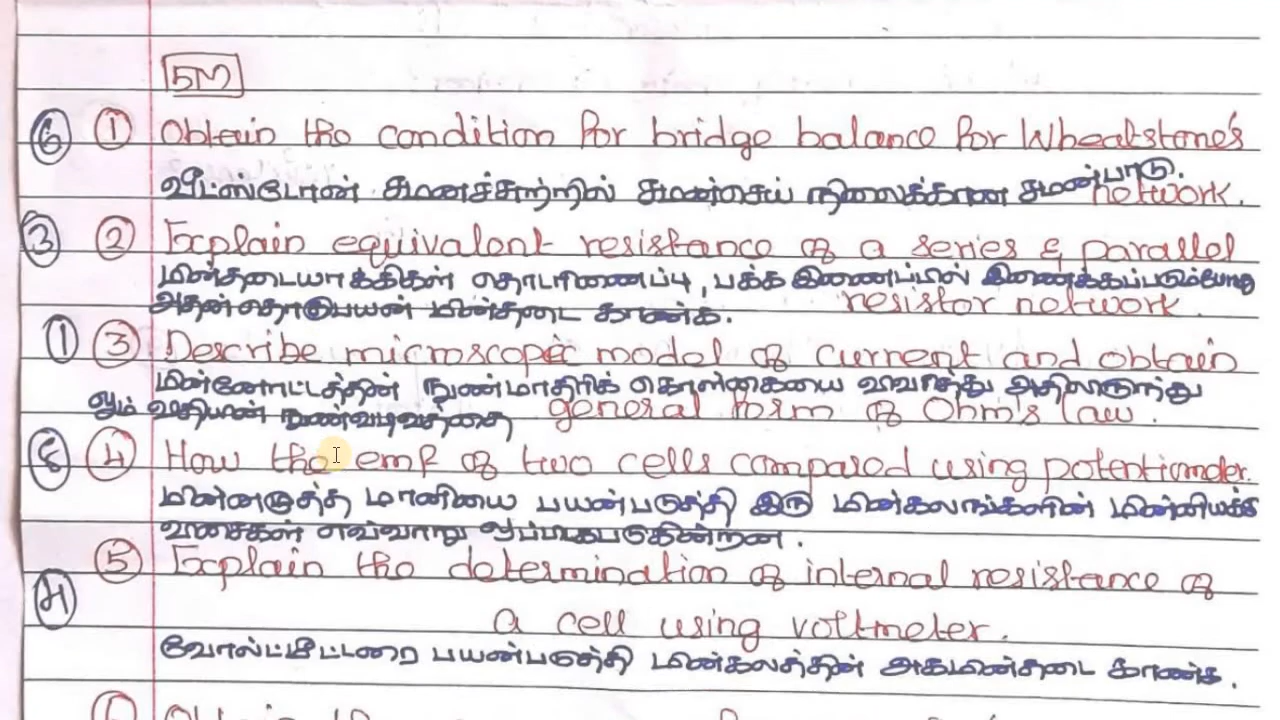 5M
6 1 Obtain the condition for bridge balance for Wheatstone's
வீட்ஸ்டோன் சமனச்சுற்றில் சமன்செய் நிலைக்கான சமன்பாடு.
network.
3 2 Explain equivalent resistance of a series & parallel
மின்தடையாக்கிகள் தொடரிணைப்பு, பக்க இணைப்பில் இணைக்கப்படும்போது
அதன் தொகுபயன் மின்தடை காண்க. resistor network.
1 3 Describe microscopic model of current and obtain
மின்னோட்டத்தின் நுண்மாதிரிக் கொள்கையை விவரித்து அதிலிருந்து
ஓம் விதியின் நுண்வடிவத்தை general form of Ohm's law.
8 4 How the emf of two cells compared using potentiometer.
மின்னழுத்த மானியை பயன்படுத்தி இரு மின்கலங்களின் மின்னியக்க
விசைகள் எவ்வாறு ஒப்பிடப்படுகின்றன.
5 Explain the determination of internal resistance of
a cell using voltmeter.
வோல்ட்மீட்டரை பயன்படுத்தி மின்கலத்தின் அகமின்தடை காண்க.